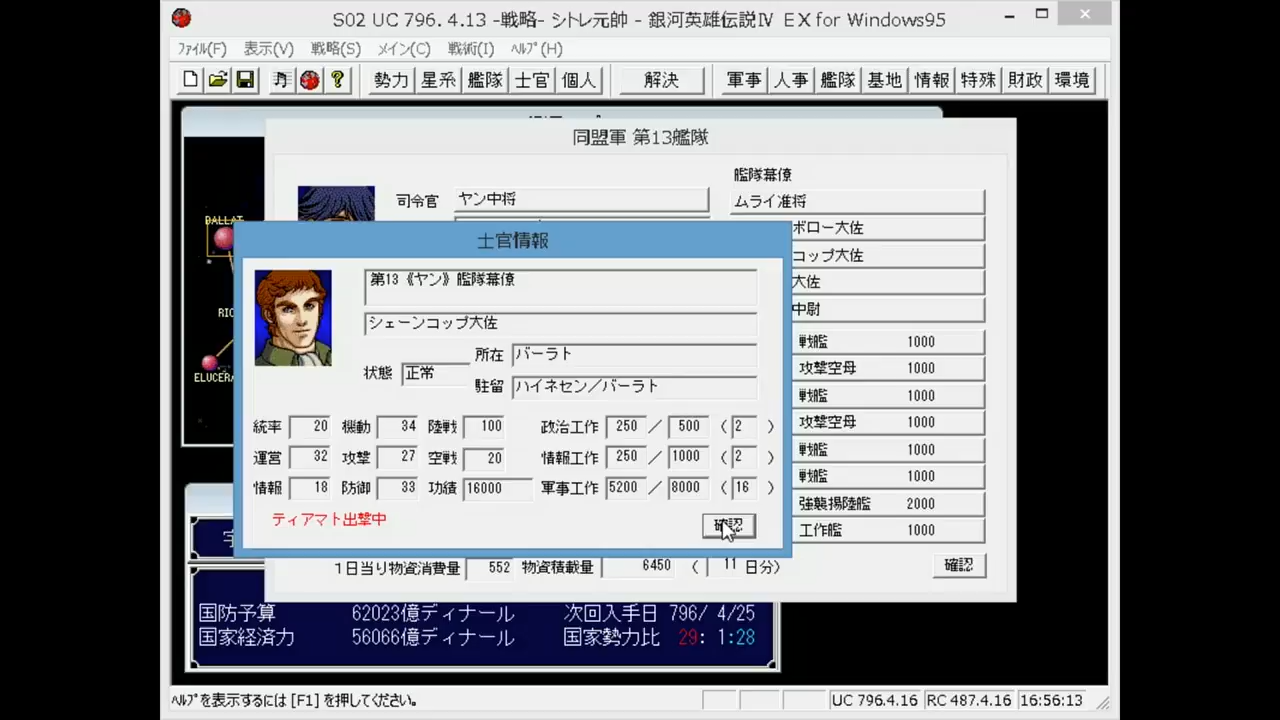 S02 UC 796. 4.13 -戦略- シトレ元帥 - 銀河英雄伝説Ⅳ EX for Windows95
ﾌｧｲﾙ(F) 表示(V) 戦略(S) メイン(C) 戦術(I) ﾍﾙﾌﾟ(H)
勢力 星系 艦隊 士官 個人 解決 軍事 人事 艦隊 基地 情報 特殊 財政 環境
同盟軍 第13艦隊
艦隊幕僚
司令官 ヤン中将 ムライ准将
ボロー大佐
コップ大佐
大佐
中尉
戦艦 1000
攻撃空母 1000
戦艦 1000
攻撃空母 1000
戦艦 1000
戦艦 1000
強襲揚陸艦 2000
工作艦 1000
士官情報
第13《ヤン》艦隊幕僚
シェーンコップ大佐
所在 バーラト
状態 正常
駐留 ハイネセン／バーラト
統率 20 機動 34 陸戦 100 政治工作 250 ／ 500 （ 2 ）
運営 32 攻撃 27 空戦 20 情報工作 250 ／ 1000 （ 2 ）
情報 18 防御 33 功績 16000 軍事工作 5200 ／ 8000 （ 16 ）
ティアマト出撃中
確認
1日当り物資消費量 552 物資積載量 6450 （ 11 日分）
確認
国防予算 62023億ディナール 次回入手日 796/ 4/25
国家経済力 56066億ディナール 国家勢力比 29: 1:28
ﾍﾙﾌﾟを表示するには [F1] を押してください。 UC 796.4.16 RC 487.4.16 16:56:13